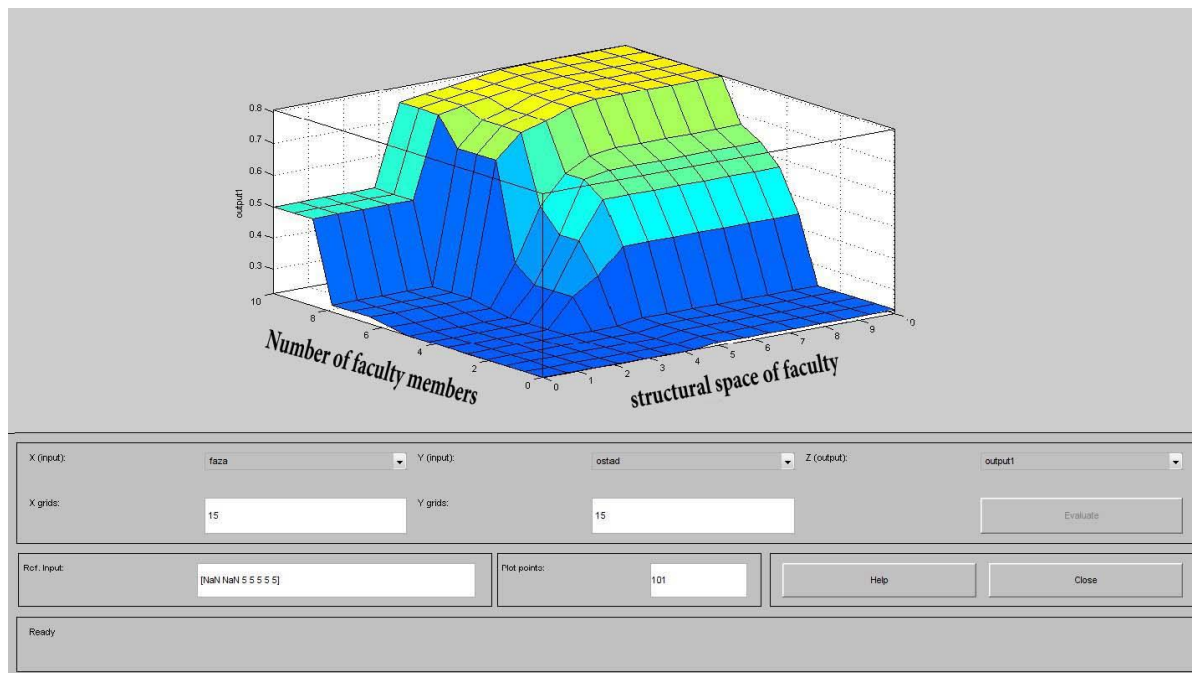 0.8
0.7
0.6
0.5
0.4
0.3
output1
10
8
6
4
2
0
0
1
2
3
4
5
6
7
8
9
10
Number of faculty members
structural space of faculty
X (input):
faza
Y (input):
ostad
Z (output):
output1
X grids:
15
Y grids:
15
Evaluate
Ref. Input:
[NaN NaN 5 5 5 5 5]
Plot points:
101
Help
Close
Ready